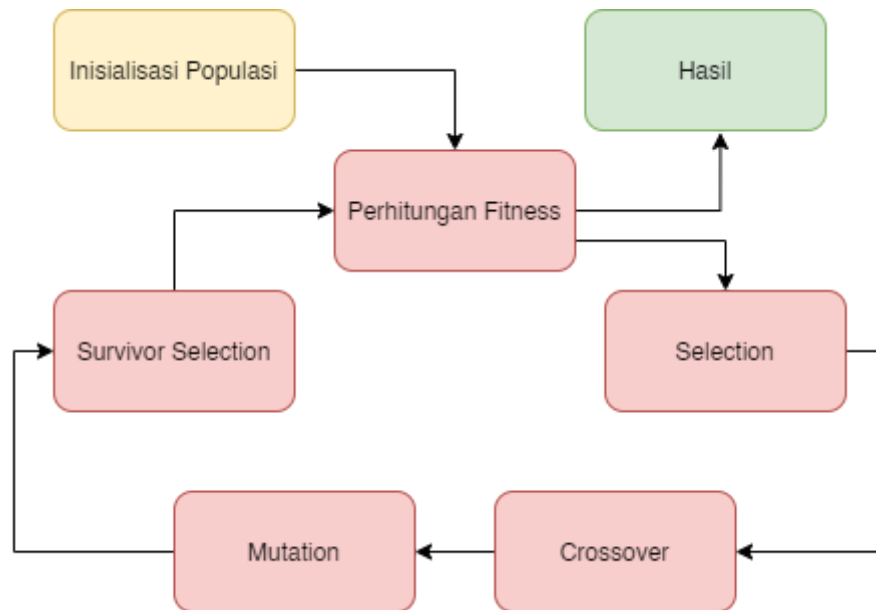 Inisialisasi Populasi
Hasil
Perhitungan Fitness
Survivor Selection
Selection
Mutation
Crossover